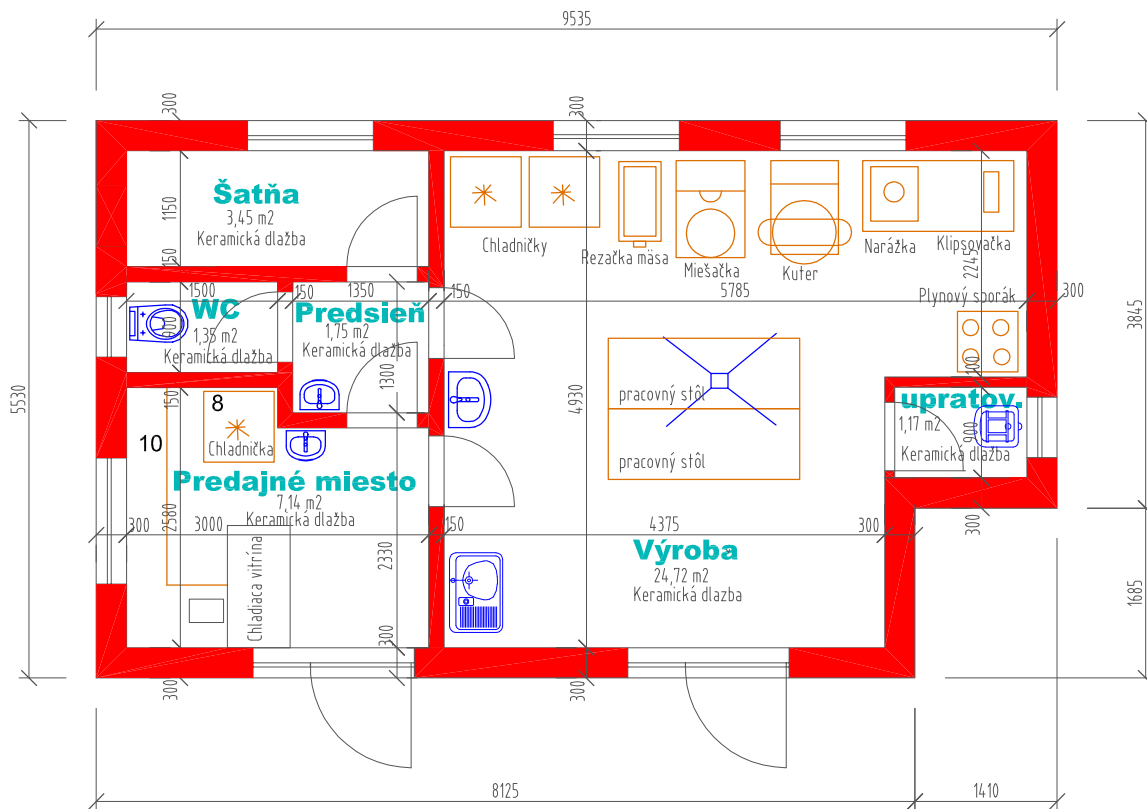 9535
300
300
Šatňa
3,45 m2
Keramická dlažba
1150
150
Chladničky
Rezačka mäsa
Miešačka
Kuter
Narážka
Klipsovačka
2245
Plynový sporák
1500
150
1350
150
5785
300
WC
1,35 m2
Keramická dlažba
900
Predsieň
1,75 m2
Keramická dlažba
1300
3845
5530
4930
100
150
8
10
Chladnička
pracovný stôl
pracovný stôl
upratov.
1,17 m2
Keramická dlažba
900
Predajné miesto
7,14 m2
Keramická dlažba
300
2580
3000
150
4375
300
300
2330
Chladiaca vitrína
Výroba
24,72 m2
Keramická dlazba
1685
300
300
300
8125
1410